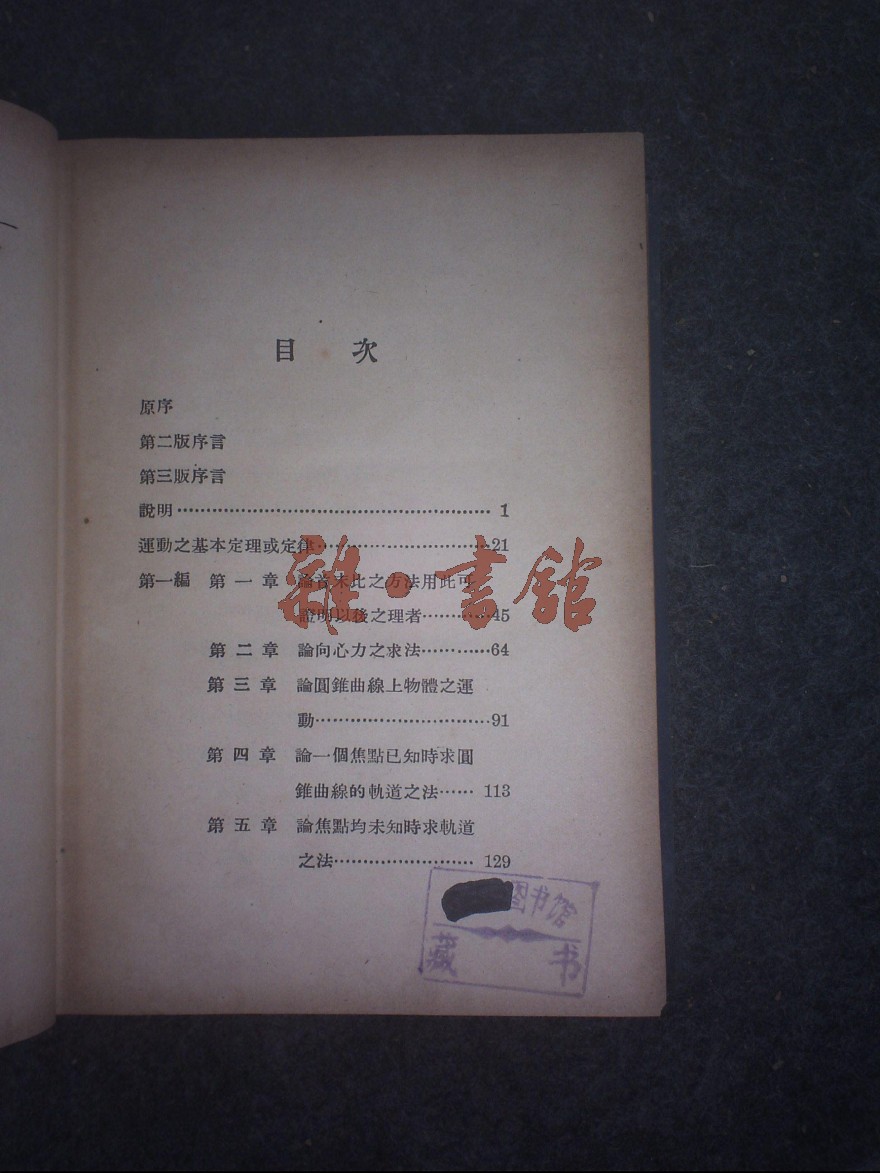 目 次
原序
第二版序言
第三版序言
說明 1
運動之基本定理或定律 21
第一編 第一章 論首末比之方法用此可
證明以後之理者 45
第二章 論向心力之求法 64
第三章 論圓錐曲線上物體之運
動 91
第四章 論一個焦點已知時求圓
錐曲線的軌道之法 113
第五章 論焦點均未知時求軌道
之法 129
雜·書館
图书馆
藏 书